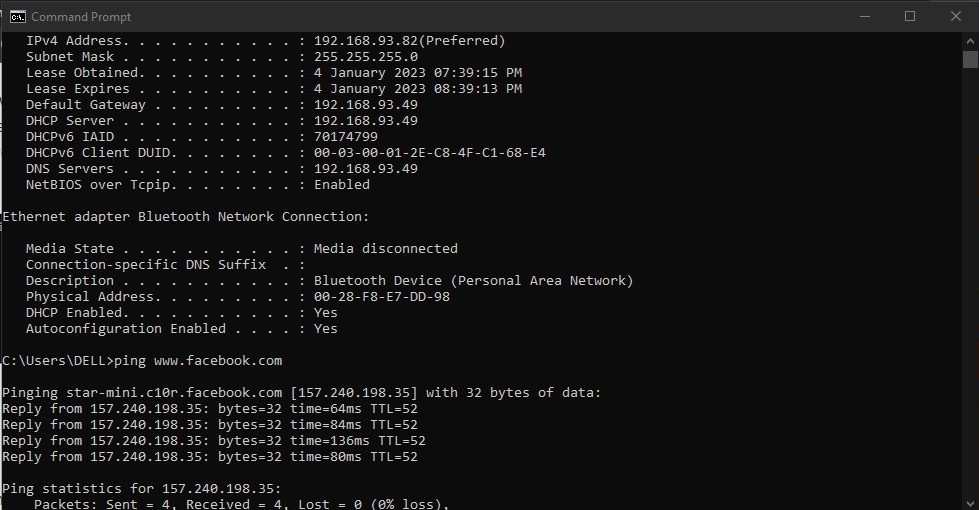 Command Prompt
IPv4 Address. . . . . . . . . . . : 192.168.93.82(Preferred)
Subnet Mask . . . . . . . . . . . : 255.255.255.0
Lease Obtained. . . . . . . . . . : 4 January 2023 07:39:15 PM
Lease Expires . . . . . . . . . . : 4 January 2023 08:39:13 PM
Default Gateway . . . . . . . . . : 192.168.93.49
DHCP Server . . . . . . . . . . . : 192.168.93.49
DHCPv6 IAID . . . . . . . . . . . : 70174799
DHCPv6 Client DUID. . . . . . . . : 00-03-00-01-2E-C8-4F-C1-68-E4
DNS Servers . . . . . . . . . . . : 192.168.93.49
NetBIOS over Tcpip. . . . . . . . : Enabled
Ethernet adapter Bluetooth Network Connection:
Media State . . . . . . . . . . . : Media disconnected
Connection-specific DNS Suffix  . :
Description . . . . . . . . . . . : Bluetooth Device (Personal Area Network)
Physical Address. . . . . . . . . : 00-28-F8-E7-DD-98
DHCP Enabled. . . . . . . . . . . : Yes
Autoconfiguration Enabled . . . . : Yes
C:\Users\DELL>ping www.facebook.com
Pinging star-mini.c10r.facebook.com [157.240.198.35] with 32 bytes of data:
Reply from 157.240.198.35: bytes=32 time=64ms TTL=52
Reply from 157.240.198.35: bytes=32 time=84ms TTL=52
Reply from 157.240.198.35: bytes=32 time=136ms TTL=52
Reply from 157.240.198.35: bytes=32 time=80ms TTL=52
Ping statistics for 157.240.198.35:
Packets: Sent = 4, Received = 4, Lost = 0 (0% loss),